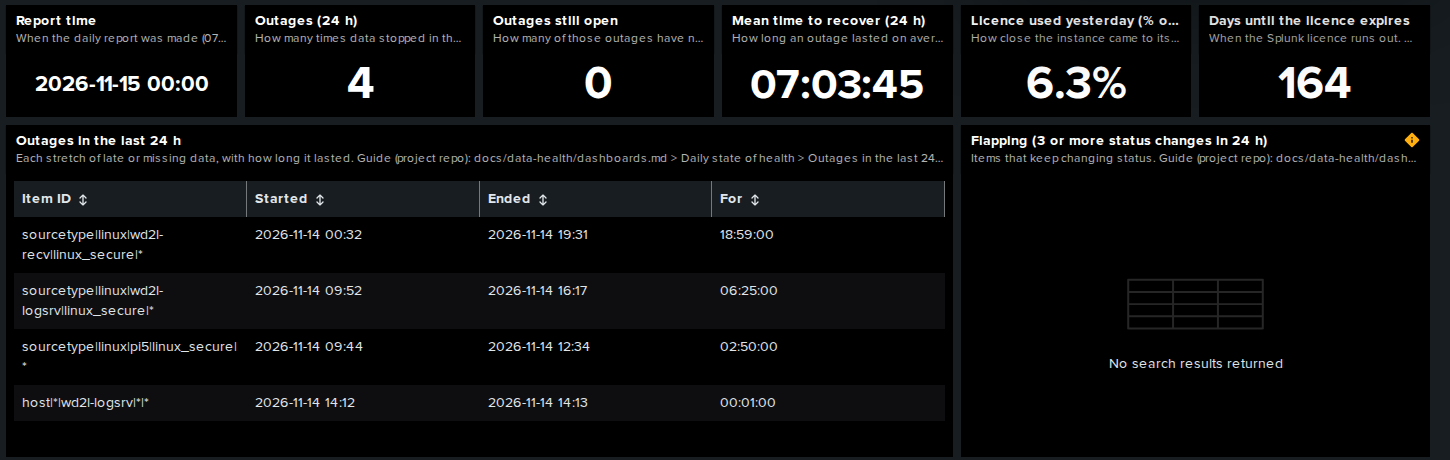 Report time
When the daily report was made (07...
2026-11-15 00:00
Outages (24 h)
How many times data stopped in th...
4
Outages still open
How many of those outages have n...
0
Mean time to recover (24 h)
How long an outage lasted on aver...
07:03:45
Licence used yesterday (% o...
How close the instance came to its...
6.3%
Days until the licence expires
When the Splunk licence runs out. ...
164
Outages in the last 24 h
Each stretch of late or missing data, with how long it lasted. Guide (project repo): docs/data-health/dashboards.md > Daily state of health > Outages in the last 24...
Item ID Started Ended For
sourcetype|linux|wd2l- 2026-11-14 00:32 2026-11-14 19:31 18:59:00
recv|linux_secure|*
sourcetype|linux|wd2l- 2026-11-14 09:52 2026-11-14 16:17 06:25:00
logsrv|linux_secure|*
sourcetype|linux|pi5|linux_secure| 2026-11-14 09:44 2026-11-14 12:34 02:50:00
*
host|*|wd2l-logsrv|*|* 2026-11-14 14:12 2026-11-14 14:13 00:01:00
Flapping (3 or more status changes in 24 h)
Items that keep changing status. Guide (project repo): docs/data-health/dash...
No search results returned